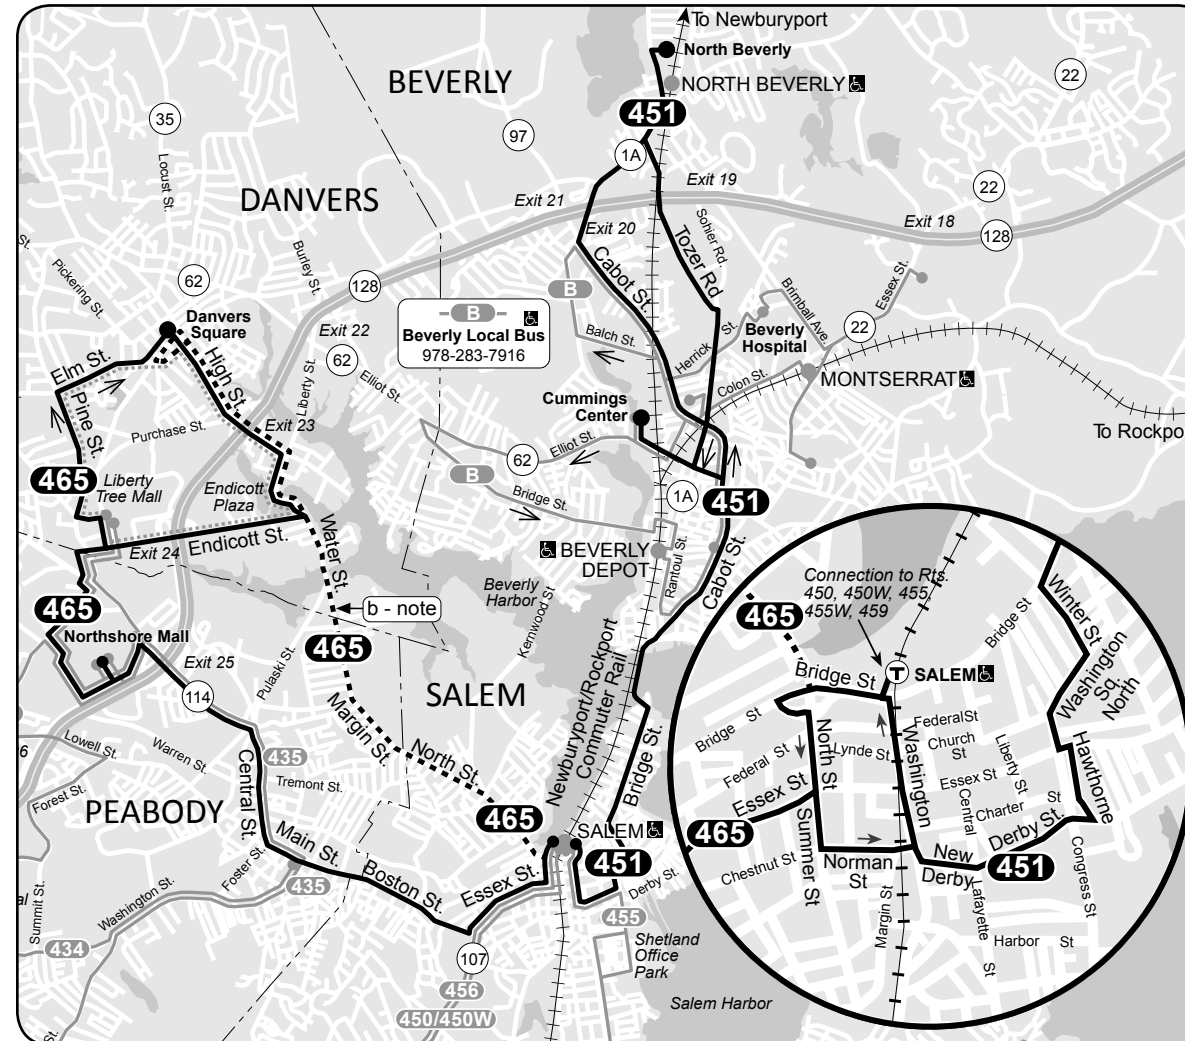 To Newburyport
North Beverly
BEVERLY
NORTH BEVERLY
22
451
35
97
1A
Locust St.
DANVERS
Exit 19
22
Exit 21
Exit 18
128
Exit 20
Sohier Rd.
St.
Pickering St.
62
Burley St.
128
Cabot St.
Tozer Rd
Essex St.
B
Brimball Ave.
Danvers
Square
Exit 22
B
Beverly Local Bus
978-283-7916
Balch St.
Herrick
St.
Beverly
Hospital
22
Elm St.
High St.
62
Elliot St.
Liberty St.
Colon St.
MONTSERRAT
Pine St.
Purchase St.
Exit 23
Cummings
Center
To Rockpo
Elliot St.
62
465
Liberty
Tree Mall
Endicott
Plaza
B
Bridge St.
1A
451
Endicott St.
Exit 24
Water St.
BEVERLY
DEPOT
Rantoul St.
Cabot St.
Connection to Rts.
450, 450W, 455,
455W, 459
Beverly
Harbor
Kernwood St
b - note
465
Northshore Mall
465
465
Bridge St
Winter St.
Exit 25
Pulaski St.
Bridge St
T
SALEM
Washington
Sq.
North
114
SALEM
Newburyport/Rockport
Commuter Rail
Margin St.
North St.
Bridge St.
Bridge St
Federal St
Church
St
Lynde St.
Washington
Federal St
North St
Essex St
Liberty St
Hawthorne
6
Lowell St.
Warren St.
435
Central St.
Tremont St.
Forest St.
PEABODY
465
Essex St
Central
Charter
St
Derby St.
465
SALEM
451
Summer St
Norman
St
New
Derby
451
Main St.
Boston St.
Essex St.
Derby St.
Chestnut St
Congress St
Foster St.
435
Washington St.
al
Summit St.
455
Margin St
Lafayette
St
Harbor
St
434
107
Shetland
Office
Park
456
Salem Harbor
450/450W